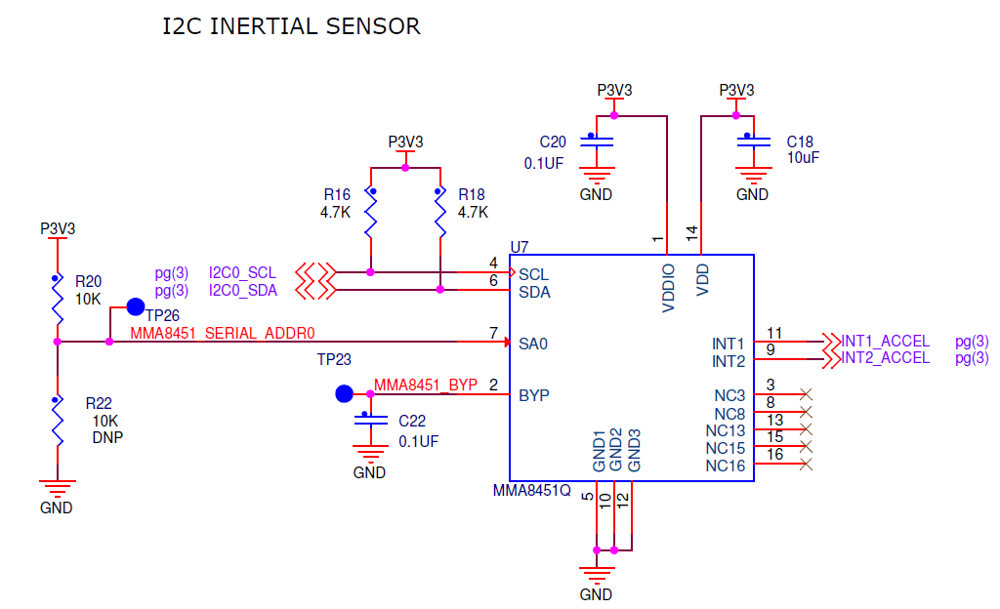 I2C INERTIAL SENSOR
P3V3
P3V3
C20
0.1UF
C18
10uF
GND
GND
P3V3
R16
4.7K
R18
4.7K
1
14
U7
P3V3
R20
10K
pg(3) I2C0_SCL
pg(3) I2C0_SDA
4
6
SCL
SDA
VDDIO
VDD
TP26
MMA8451_SERIAL_ADDR0
7
SA0
INT1
INT2
11
9
INT1_ACCEL pg(3)
INT2_ACCEL pg(3)
TP23
MMA8451_BYP
2
BYP
R22
10K
DNP
C22
0.1UF
GND
GND
NC3
NC8
NC13
NC15
NC16
3
8
13
15
16
GND1
GND2
GND3
MMA8451Q
5
10
12
GND